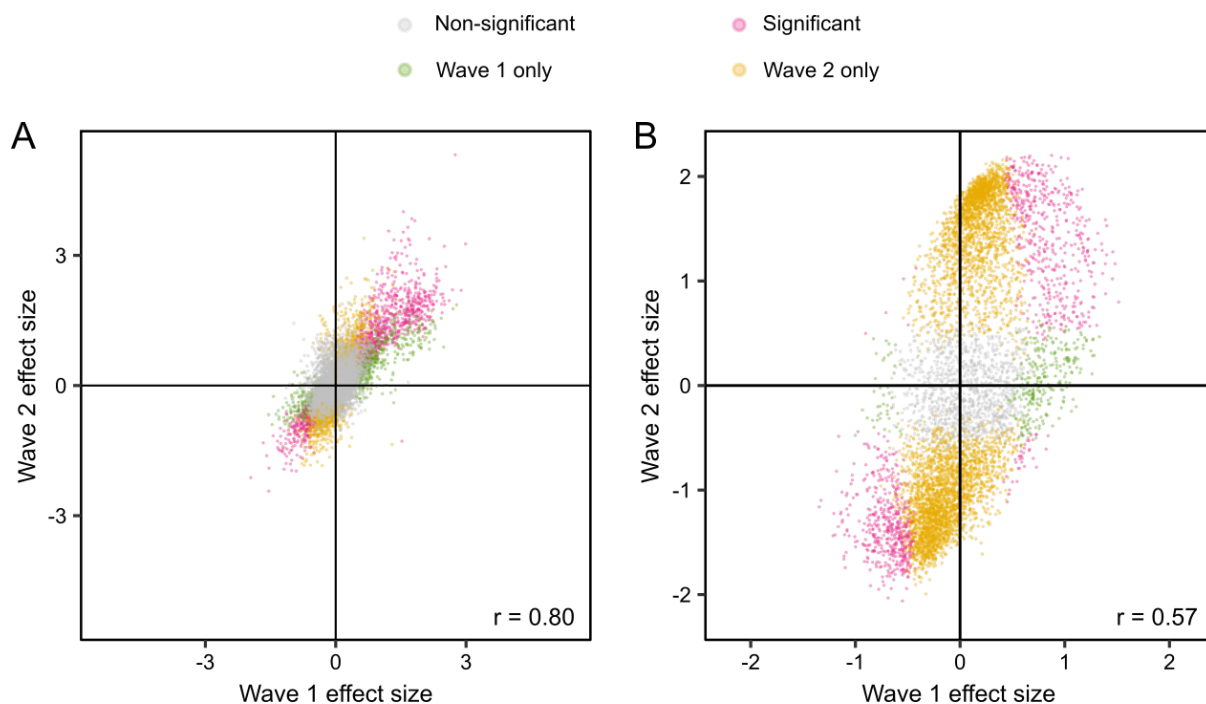 Non-significant
Significant
Wave 1 only
Wave 2 only
A
Wave 2 effect size
3
0
-3
r = 0.80
-3
0
3
Wave 1 effect size
B
Wave 2 effect size
2
1
0
-1
-2
r = 0.57
-2
-1
0
1
2
Wave 1 effect size